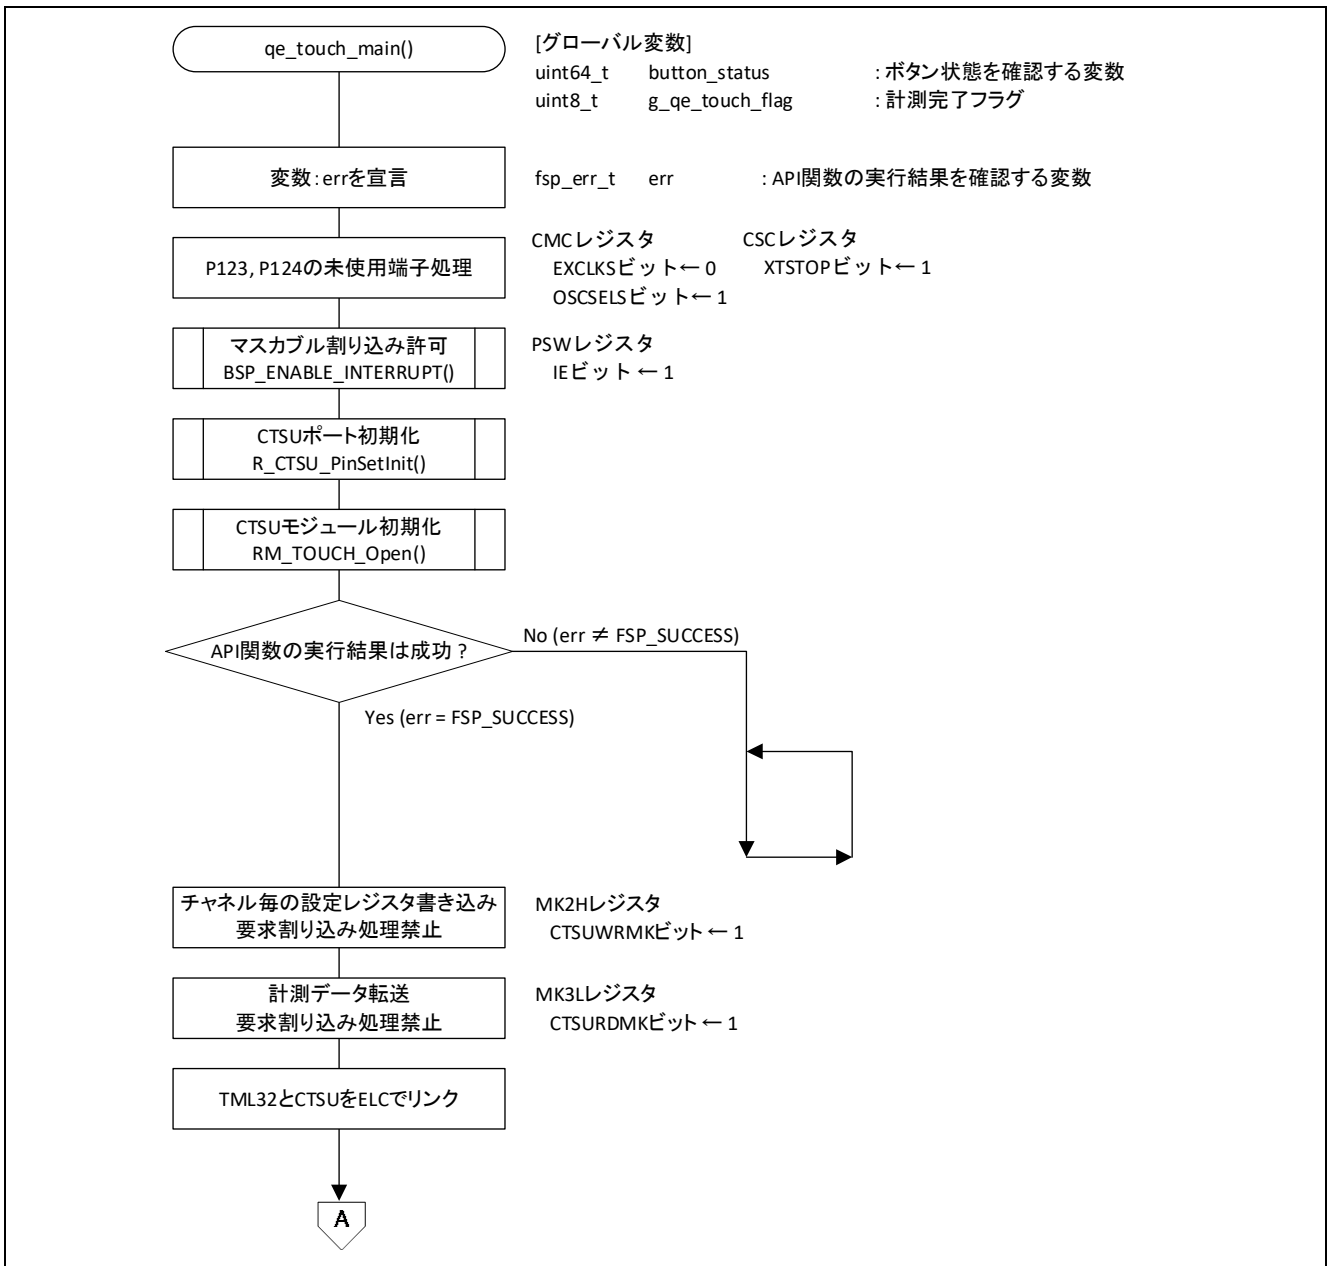 qe_touch_main()
[グローバル変数]
uint64_t button_status : ボタン状態を確認する変数
uint8_t g_qe_touch_flag : 計測完了フラグ
変数:errを宣言
fsp_err_t err : API関数の実行結果を確認する変数
P123, P124の未使用端子処理
CMCレジスタ CSCレジスタ
EXCLKSビット← 0 XTSTOPビット← 1
OSCSELSビット← 1
マスカブル割り込み許可
BSP_ENABLE_INTERRUPT()
PSWレジスタ
IEビット ← 1
CTSUポート初期化
R_CTSU_PinSetInit()
CTSUモジュール初期化
RM_TOUCH_Open()
API関数の実行結果は成功 ?
No (err ≠ FSP_SUCCESS)
Yes (err = FSP_SUCCESS)
チャネル毎の設定レジスタ書き込み
要求割り込み処理禁止
MK2Hレジスタ
CTSUWRMKビット ← 1
計測データ転送
要求割り込み処理禁止
MK3Lレジスタ
CTSURDMKビット ← 1
TML32とCTSUをELCでリンク
A